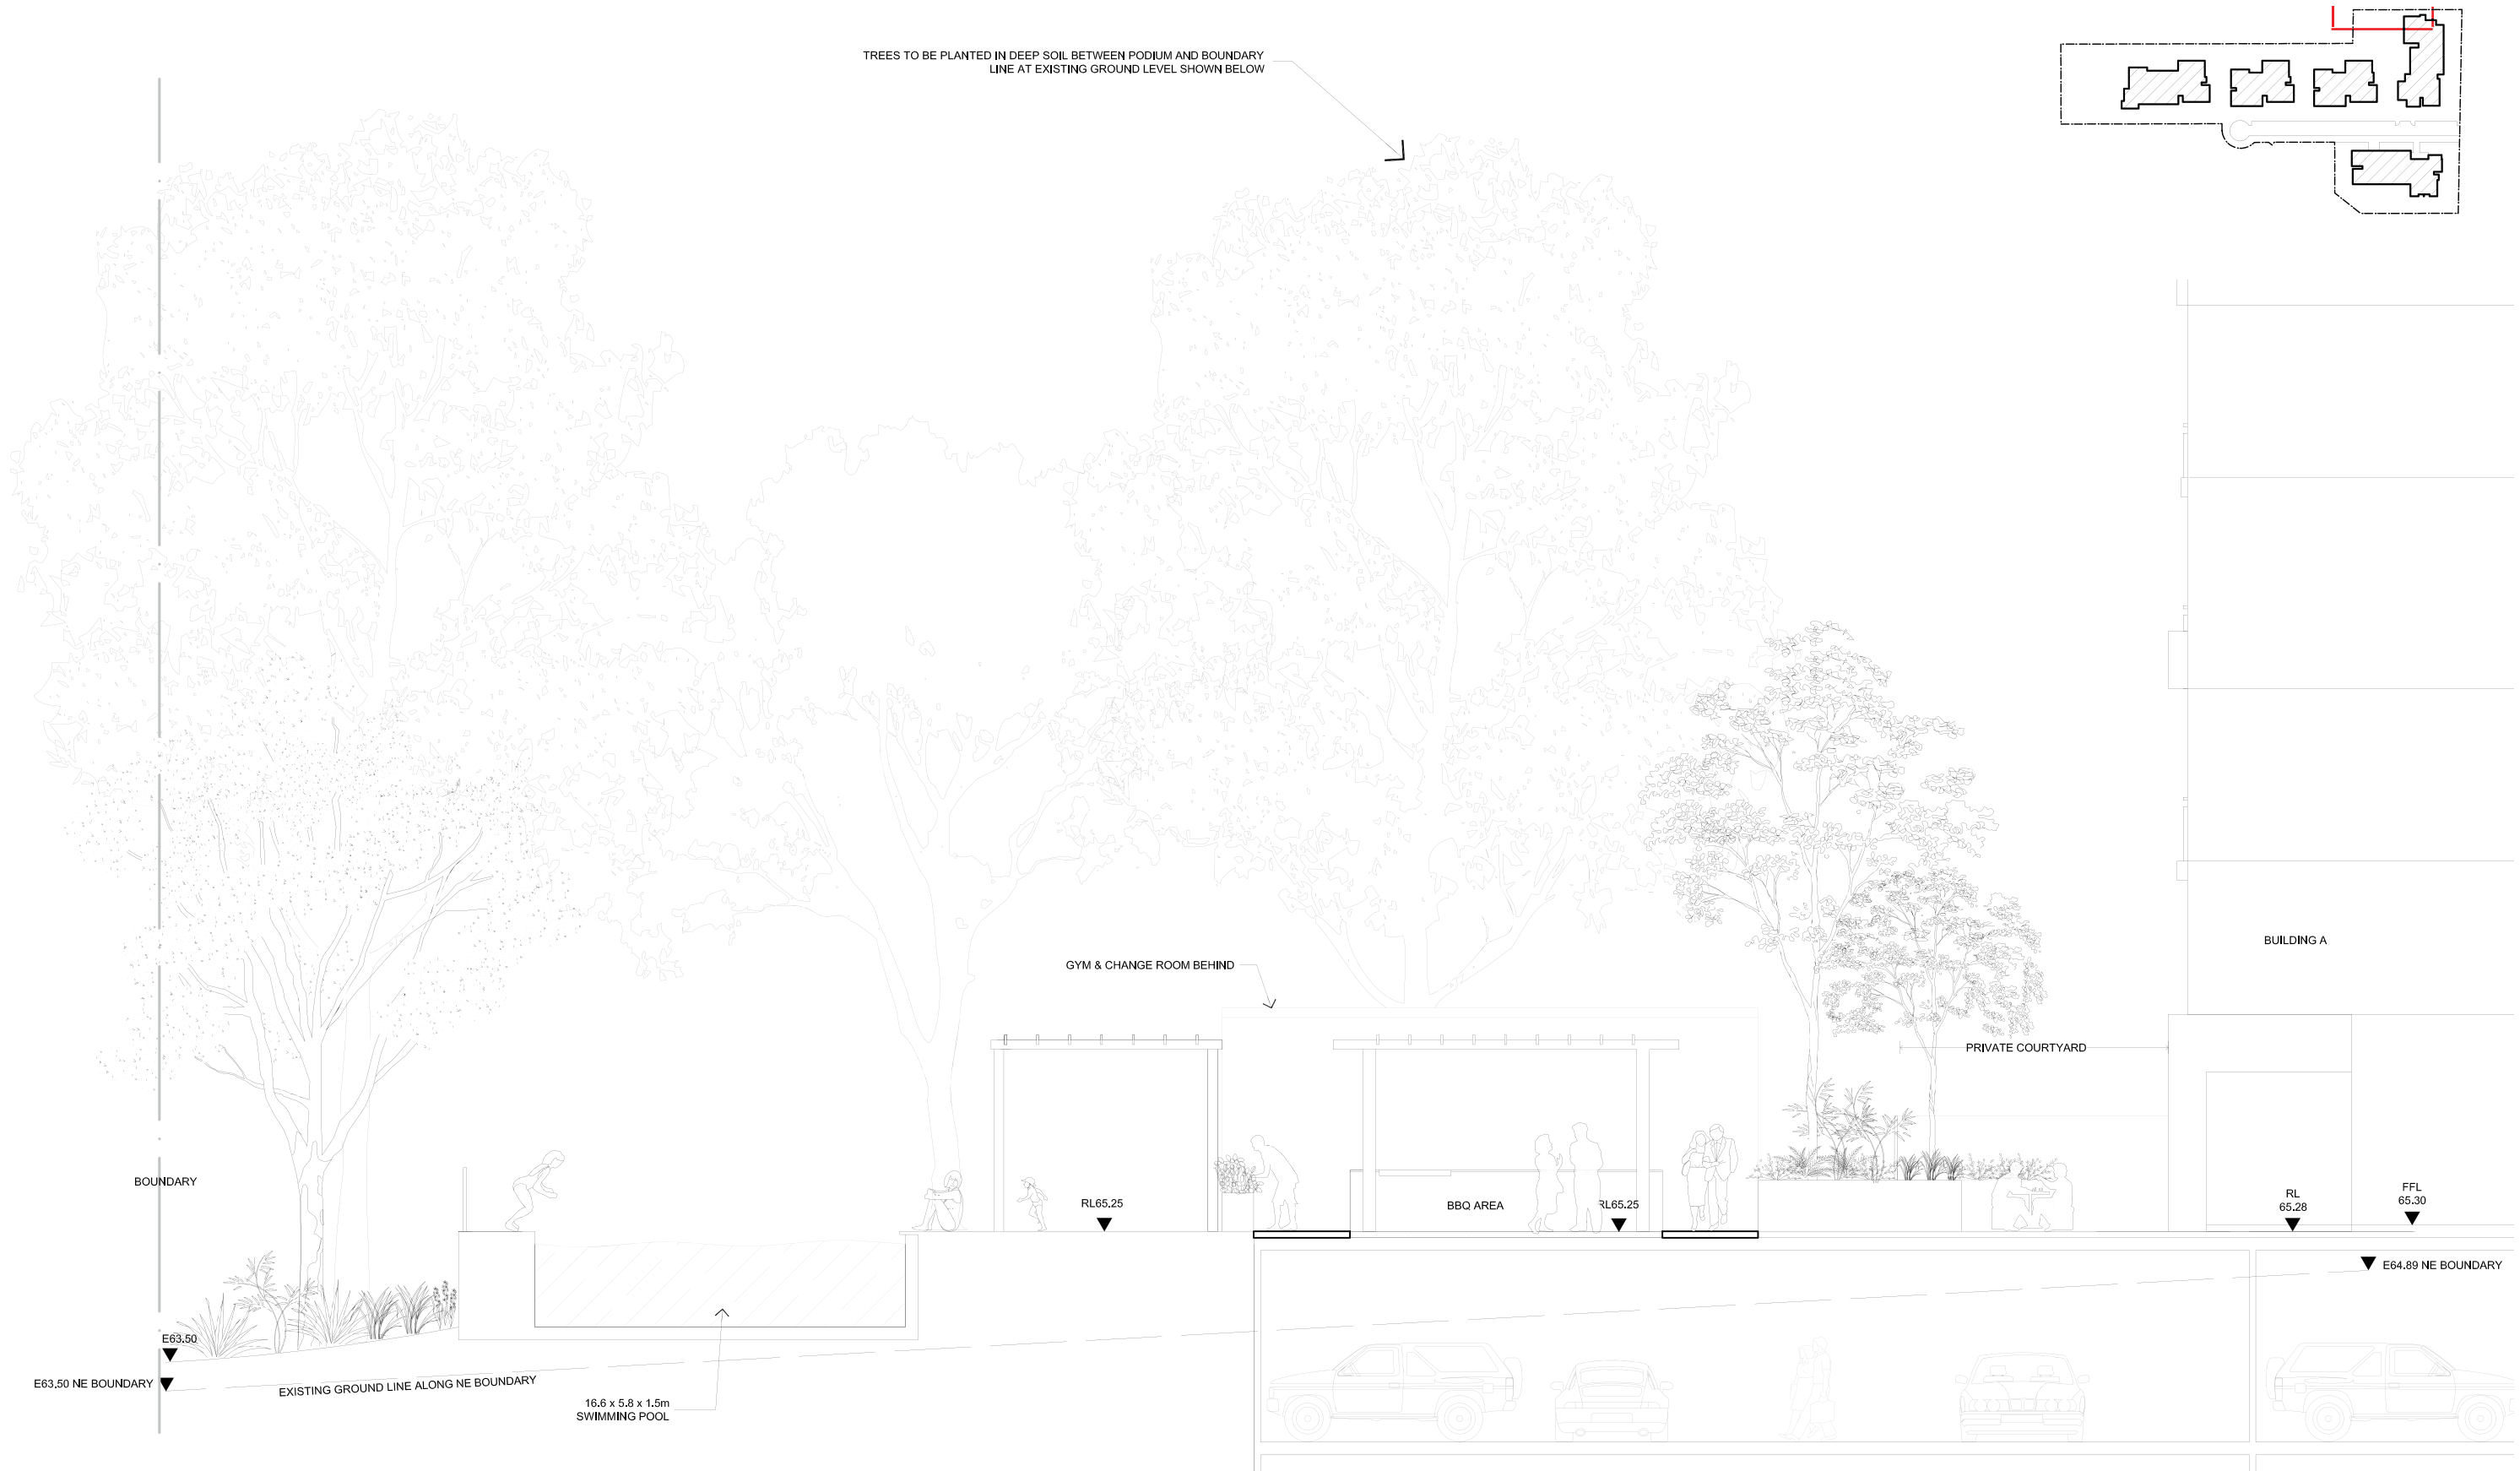 TREES TO BE PLANTED IN DEEP SOIL BETWEEN PODIUM AND BOUNDARY
LINE AT EXISTING GROUND LEVEL SHOWN BELOW
BUILDING A
GYM & CHANGE ROOM BEHIND
PRIVATE COURTYARD
BOUNDARY
RL65.25
BBQ AREA
RL65.25
RL
65.28
FFL
65.30
E64.89 NE BOUNDARY
E63.50
E63.50 NE BOUNDARY
EXISTING GROUND LINE ALONG NE BOUNDARY
16.6 x 5.8 x 1.5m
SWIMMING POOL